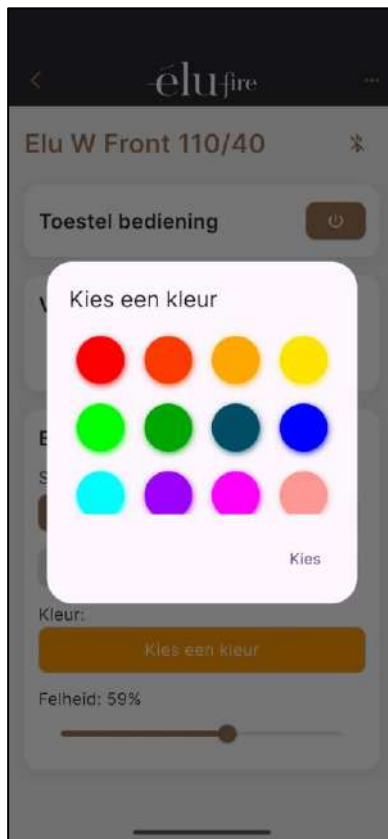 élu fire
Elu W Front 110/40
Toestel bediening
Kies een kleur
Kies
Kleur:
Kies een kleur
Felheid: 59%